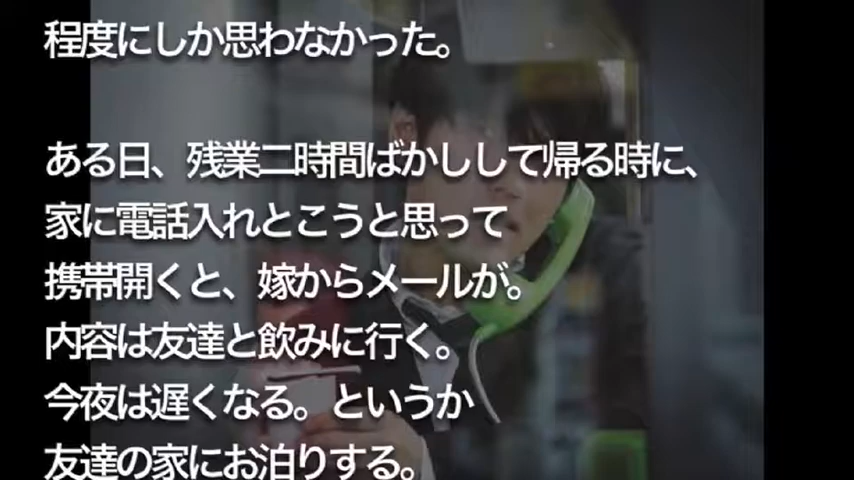 程度にしか思わなかった。
ある日、残業二時間ばかしして帰る時に、
家に電話入れとこうと思って
携帯開くと、嫁からメールが。
内容は友達と飲みに行く。
今夜は遅くなる。というか
友達の家にお泊りする。